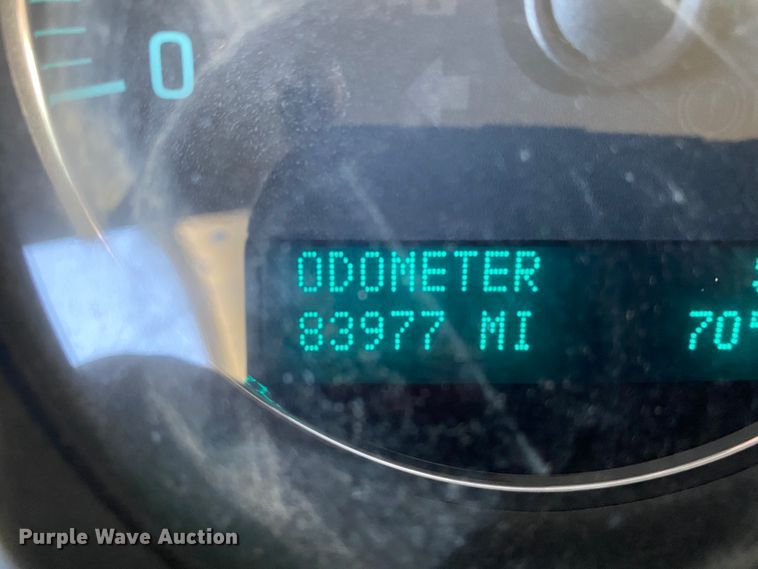 0
ODOMETER
83977 MI 70°
Purple Wave Auction